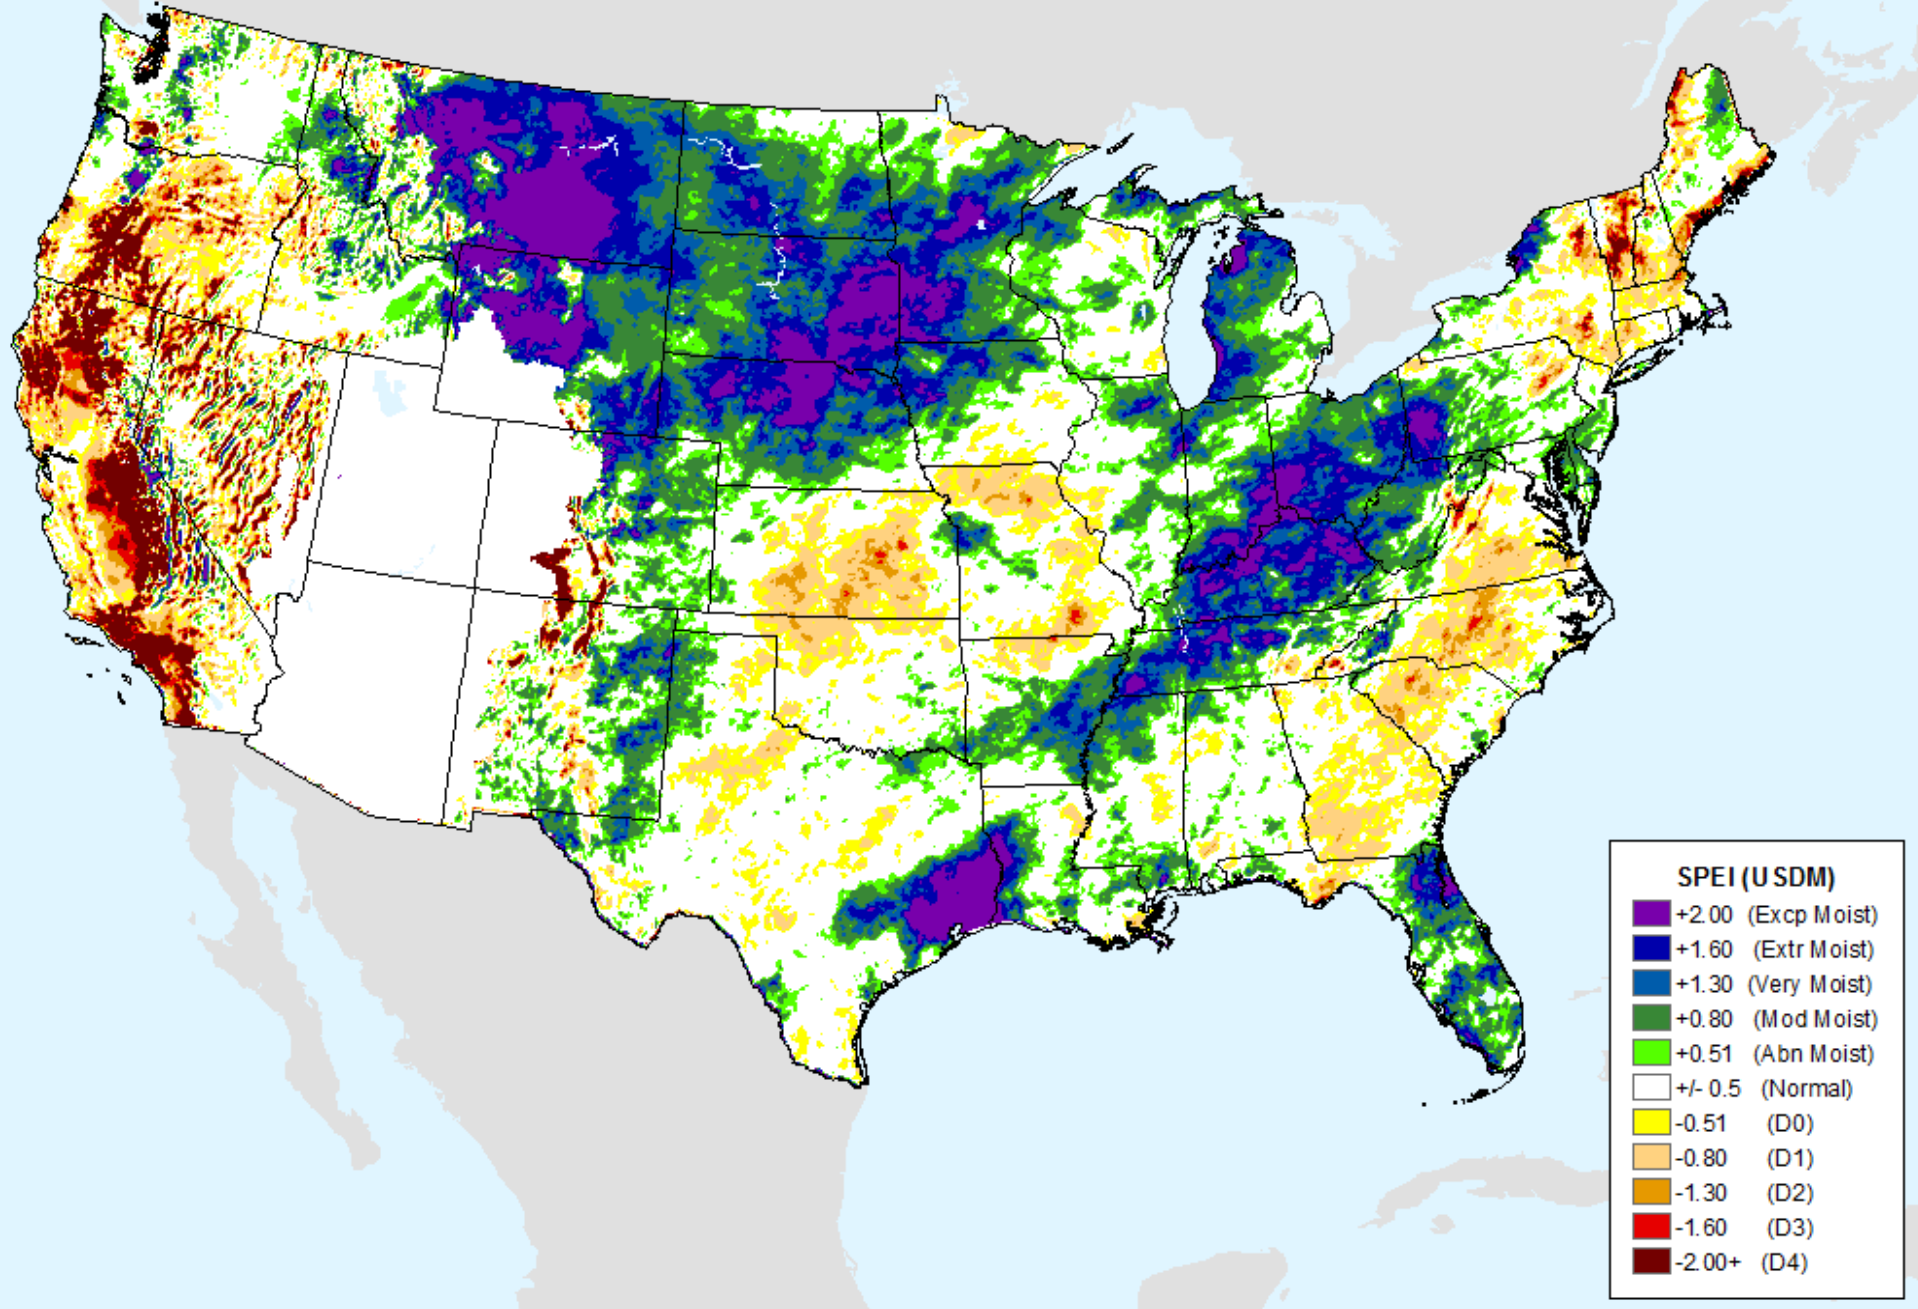 SPEI (USDM)
+2.00 (Excp Moist)
+1.60 (Extr Moist)
+1.30 (Very Moist)
+0.80 (Mod Moist)
+0.51 (Abn Moist)
+/- 0.5 (Normal)
-0.51 (D0)
-0.80 (D1)
-1.30 (D2)
-1.60 (D3)
-2.00+ (D4)